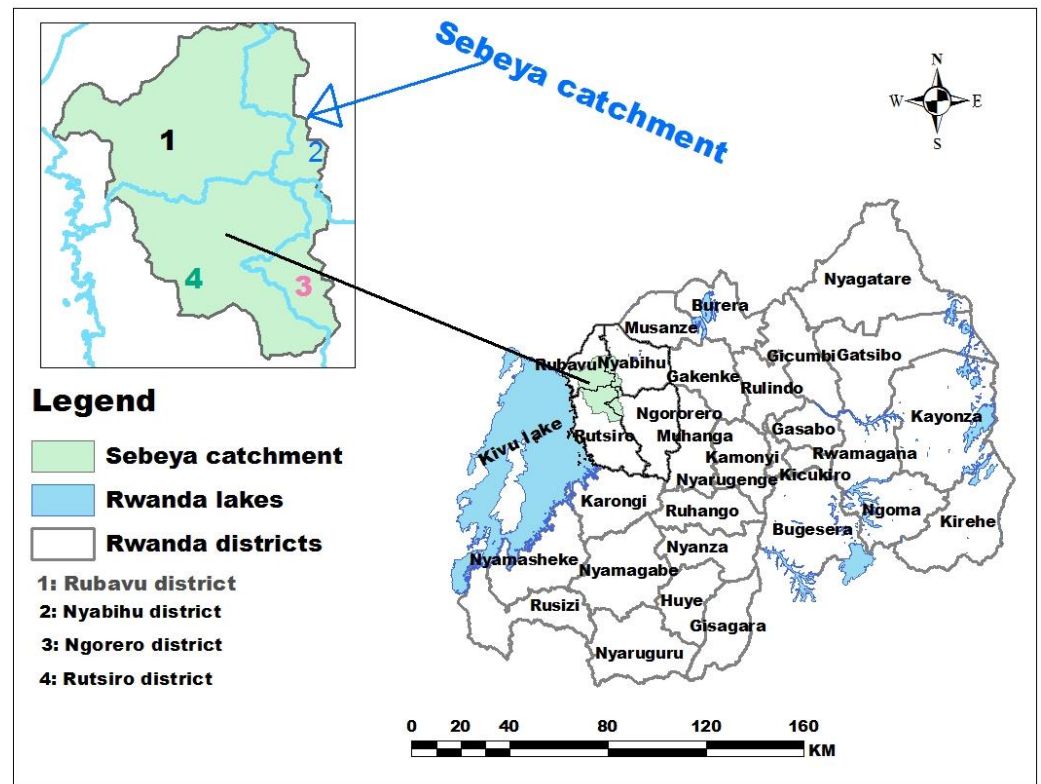 Sebeya catchment
N
W E
S
1
2
3
4
Legend
Sebeya catchment
Rwanda lakes
Rwanda districts
1: Rubavu district
2: Nyabihu district
3: Ngorero district
4: Rutsiro district
Nyagatare
Burera
Musanze
Gicumbi
Gatsibo
Rubavu
Nyabihu
Gakenke
Rulindo
Kayonza
Ngororero
Gasabo
Kivu lake
Rutsiro
Muhanga
Kamonyi
Rwamagana
Nyarugenge
Kicukiro
Karongi
Ruhango
Ngoma
Bugesera
Kirehe
Nyanza
Nyamasheke
Nyamagabe
Huye
Rusizi
Gisagara
Nyaruguru
0 20 40 80 120 160
KM